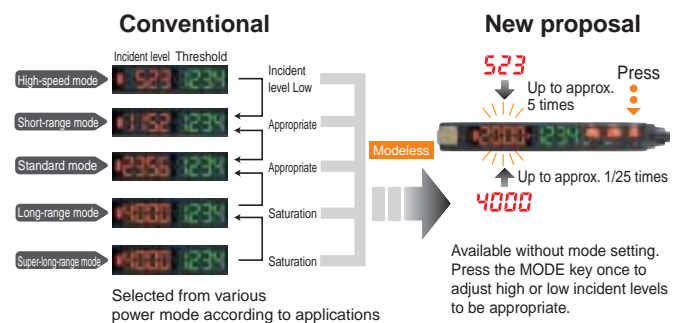 Conventional
New proposal
Incident level Threshold
High-speed mode 523 1234 Incident
level Low
Short-range mode 1152 1234 Appropriate
Standard mode 2356 1234 Appropriate
Long-range mode 4000 1234 Saturation
Super-long-range mode 4000 1234 Saturation
Selected from various
power mode according to applications
Modeless
523
Press
Up to approx.
5 times
2000 1234
Up to approx. 1/25 times
4000
Available without mode setting.
Press the MODE key once to
adjust high or low incident levels
to be appropriate.